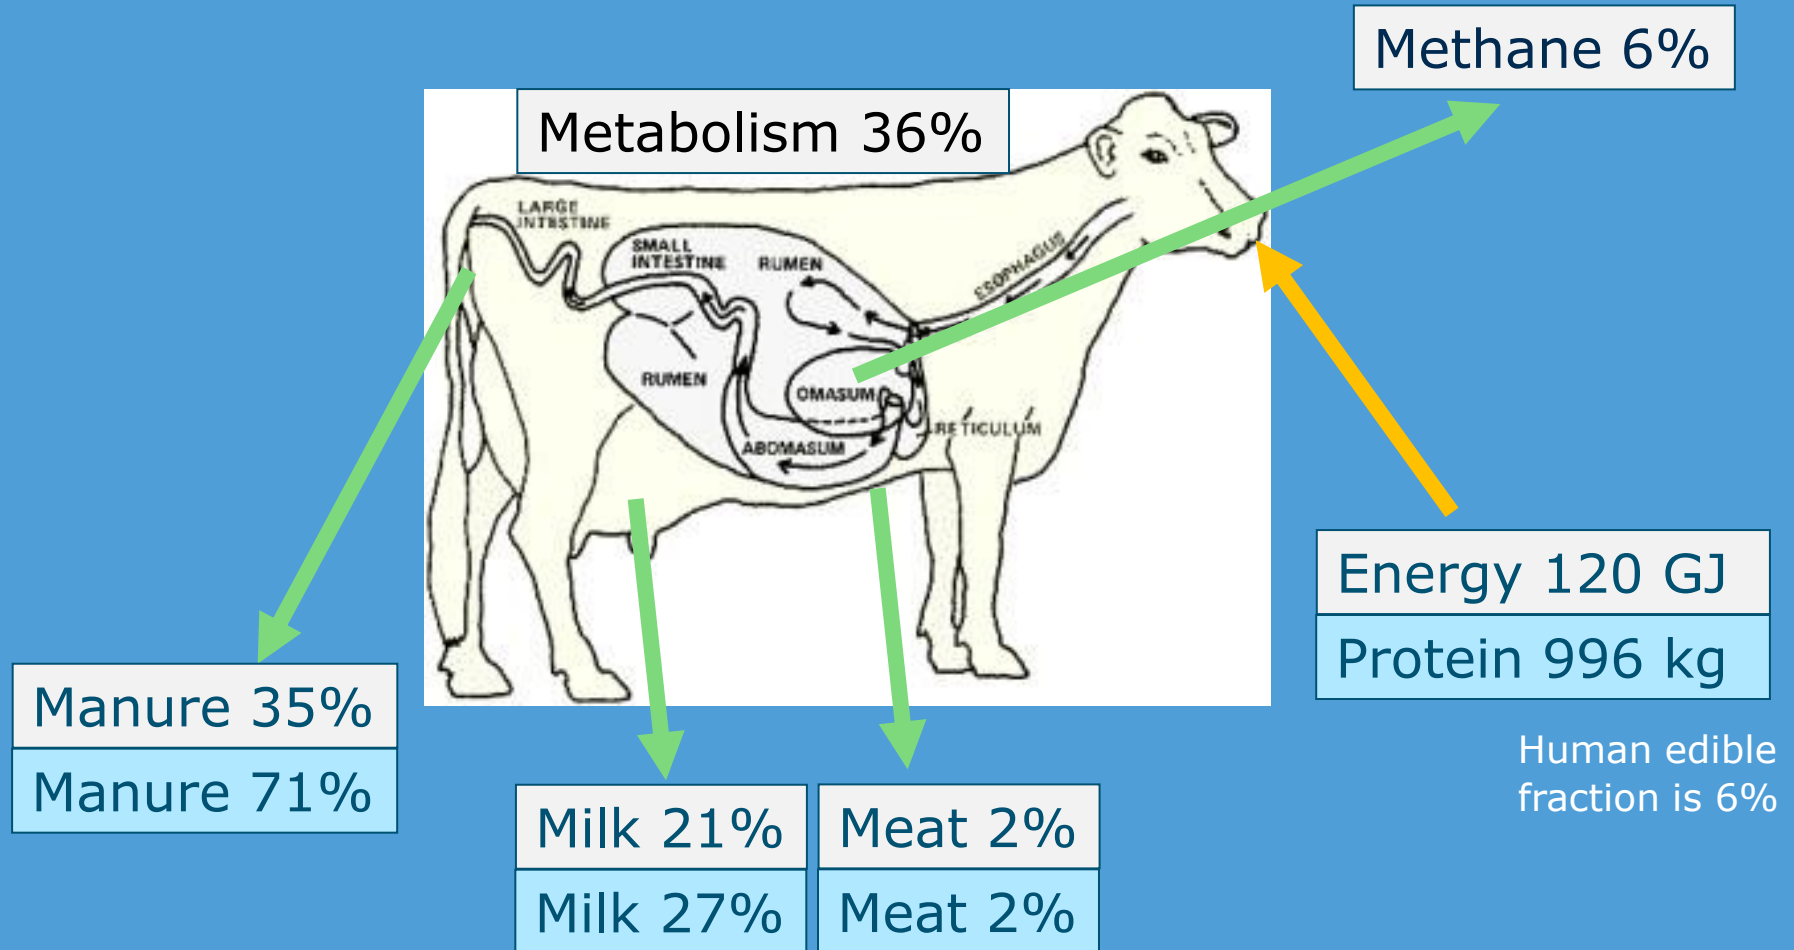 Methane 6%
Metabolism 36%
LARGE
INTESTINE
SMALL
INTESTINE
RUMEN
ESOPHAGUS
RUMEN
OMASUM
RETICULUM
ABOMASUM
Energy 120 GJ
Protein 996 kg
Human edible
fraction is 6%
Manure 35%
Manure 71%
Milk 21%
Milk 27%
Meat 2%
Meat 2%